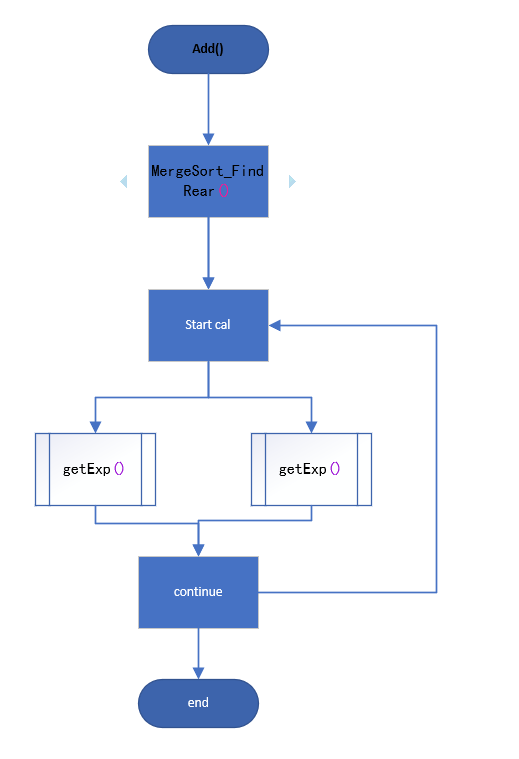 Add()
MergeSort_Find
Rear()
Start cal
getExp()
getExp()
continue
end